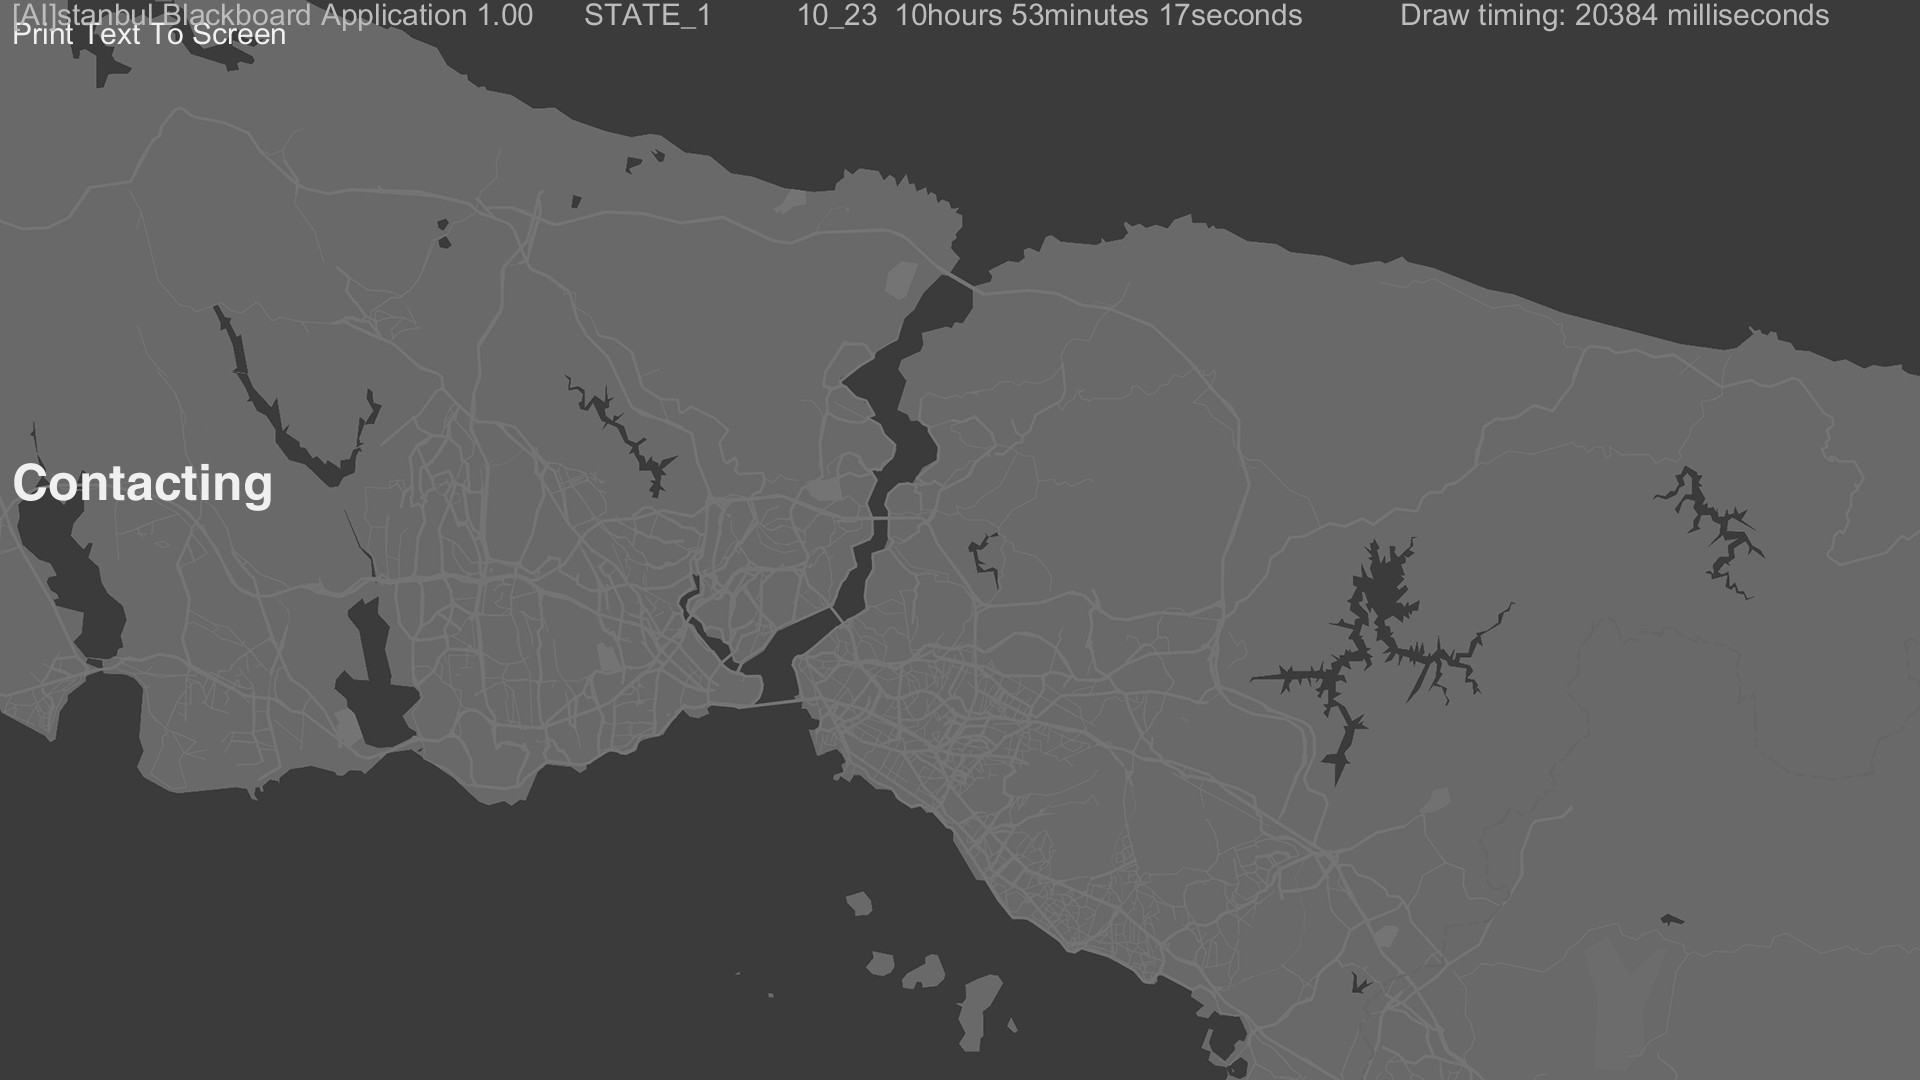 [AI]stanbul Blackboard Application 1.00 STATE_1 10_23 10hours 53minutes 17seconds Draw timing: 20384 milliseconds
Print Text To Screen
Contacting